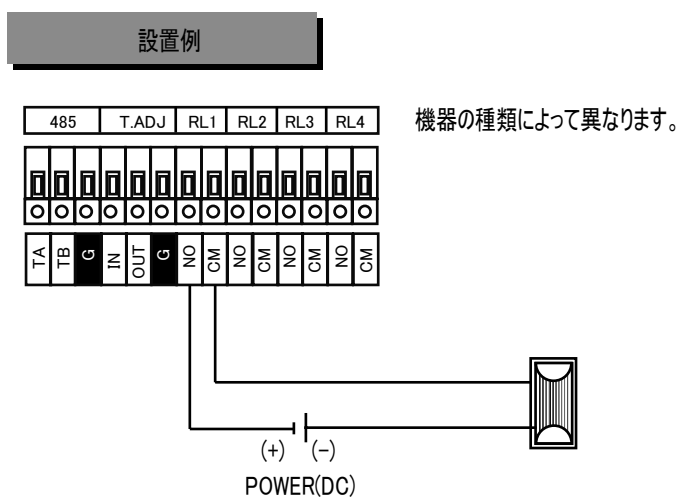 設置例
485 T.ADJ RL1 RL2 RL3 RL4
機器の種類によって異なります。
TA TB G IN OUT G NO CM NO CM NO CM NO CM
(+) (-)
POWER(DC)